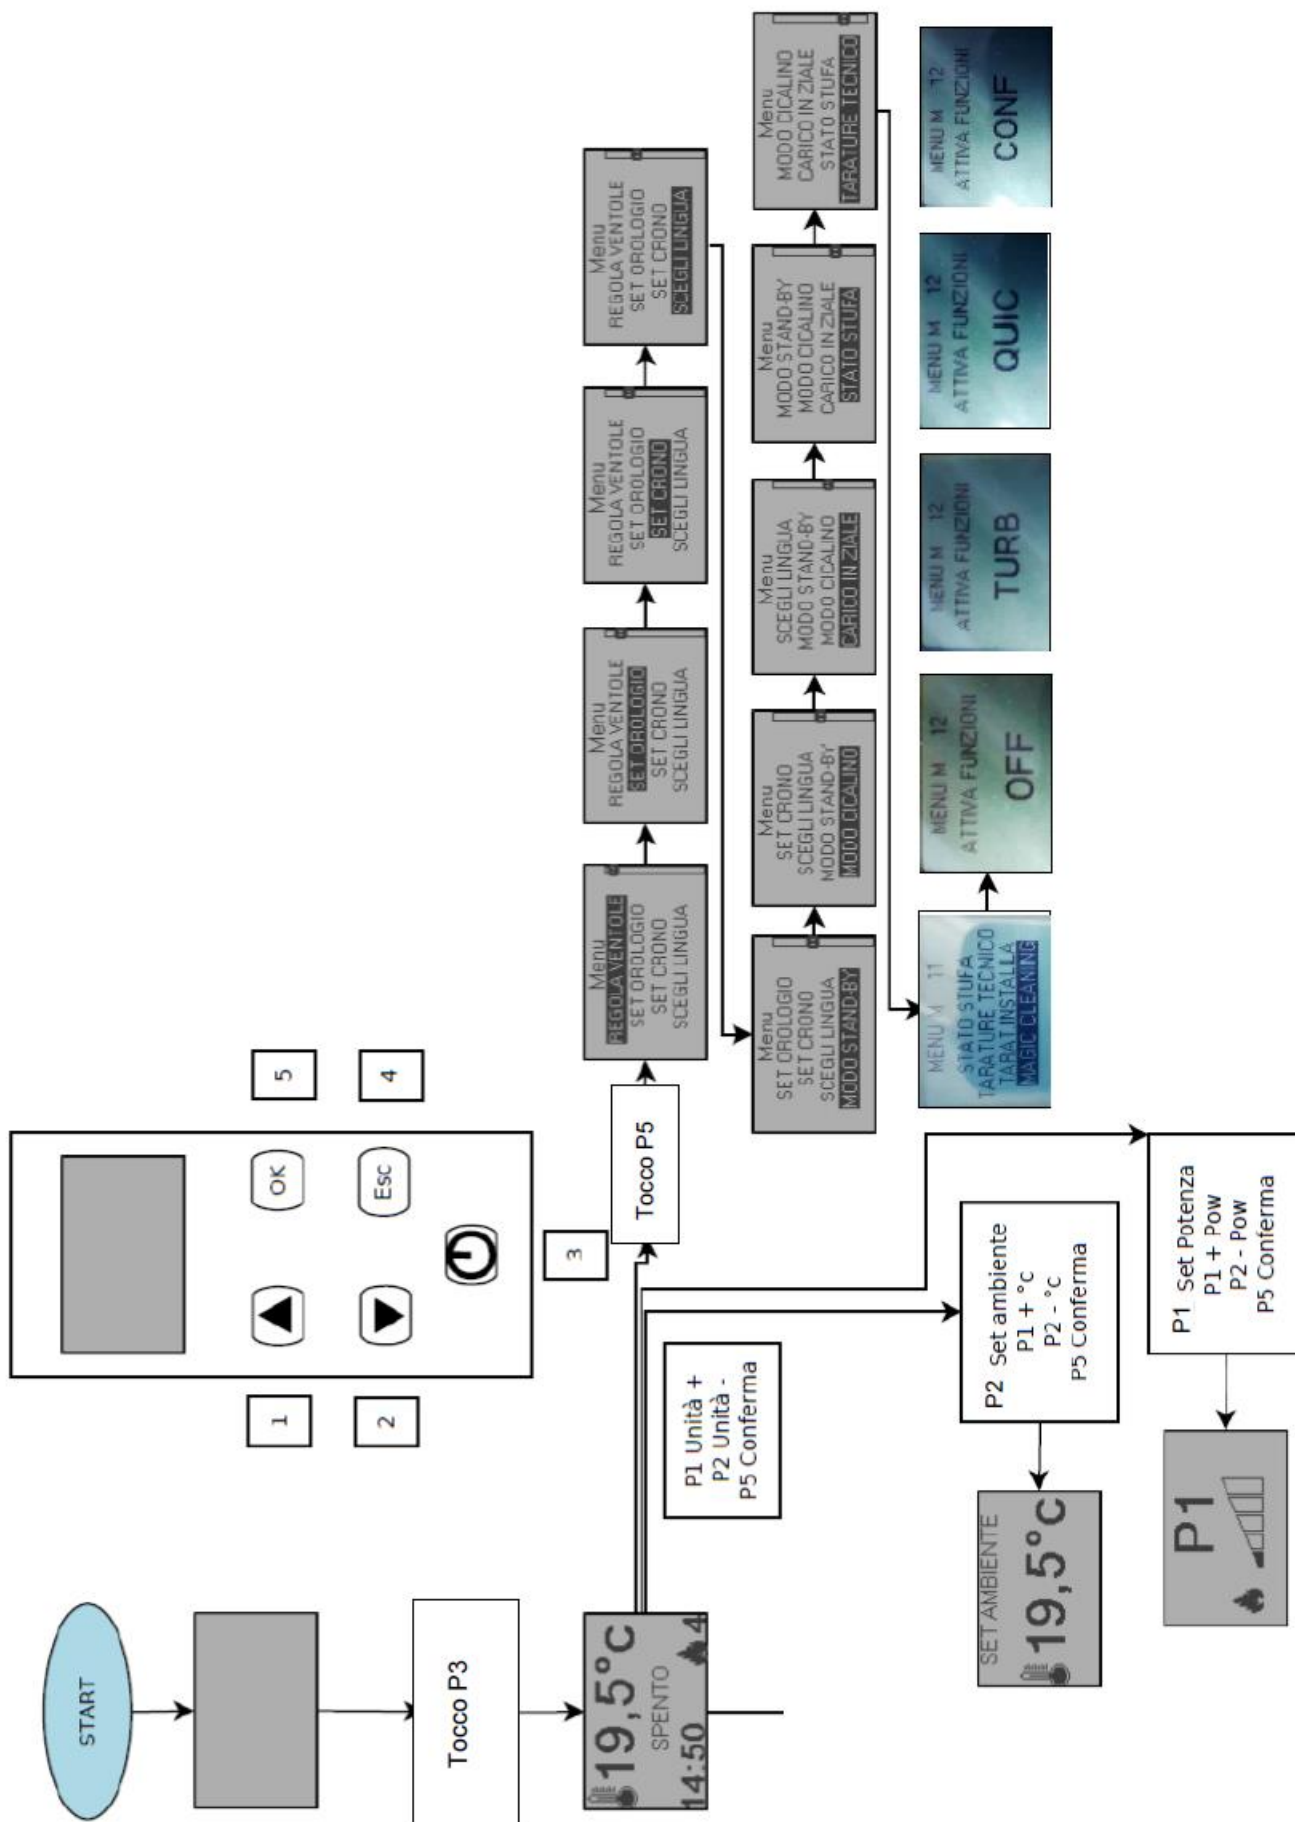 START
Tocco P3
19,5°C
SPENTO
14:50
4
1
2
OK
Esc
5
4
3
P1 Unità +
P2 Unità -
P5 Conferma
Tocco P5
Menu
REGOLA VENTOLE
SET OROLOGIO
SET CRONO
SCEGLI LINGUA
Menu
REGOLA VENTOLE
SET OROLOGIO
SET CRONO
SCEGLI LINGUA
Menu
REGOLA VENTOLE
SET OROLOGIO
SET CRONO
SCEGLI LINGUA
Menu
REGOLA VENTOLE
SET OROLOGIO
SET CRONO
SCEGLI LINGUA
Menu
SET OROLOGIO
SET CRONO
SCEGLI LINGUA
MODO STAND-BY
Menu
SET CRONO
SCEGLI LINGUA
MODO STAND-BY
MODO CICALINO
Menu
SCEGLI LINGUA
MODO STAND-BY
MODO CICALINO
CARICO INZIALE
Menu
MODO STAND-BY
MODO CICALINO
CARICO INZIALE
STATO STUFA
Menu
MODO CICALINO
CARICO INZIALE
STATO STUFA
TARATURE TECNICO
MENU M 11
STATO STUFA
TARATURE TECNICO
TARAT INSTALLA
MAGIC CLEANING
MENU M 12
ATTIVA FUNZIONI
OFF
MENU M 12
ATTIVA FUNZIONI
TURB
MENU M 12
ATTIVA FUNZIONI
QUIC
MENU M 12
ATTIVA FUNZIONI
CONF
P2 Set ambiente
P1 + °c
P2 - °c
P5 Conferma
SET AMBIENTE
19,5°C
P1 Set Potenza
P1 + Pow
P2 - Pow
P5 Conferma
P1